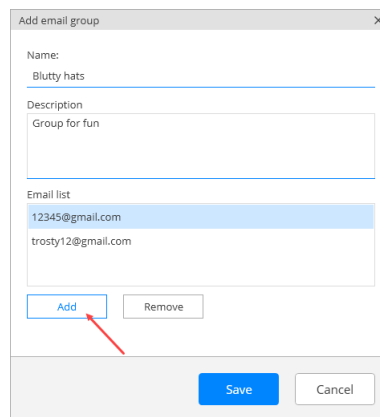 Add email group
Name:
Blutty hats
Description
Group for fun
Email list
12345@gmail.com
trosty12@gmail.com
Add Remove
Save Cancel